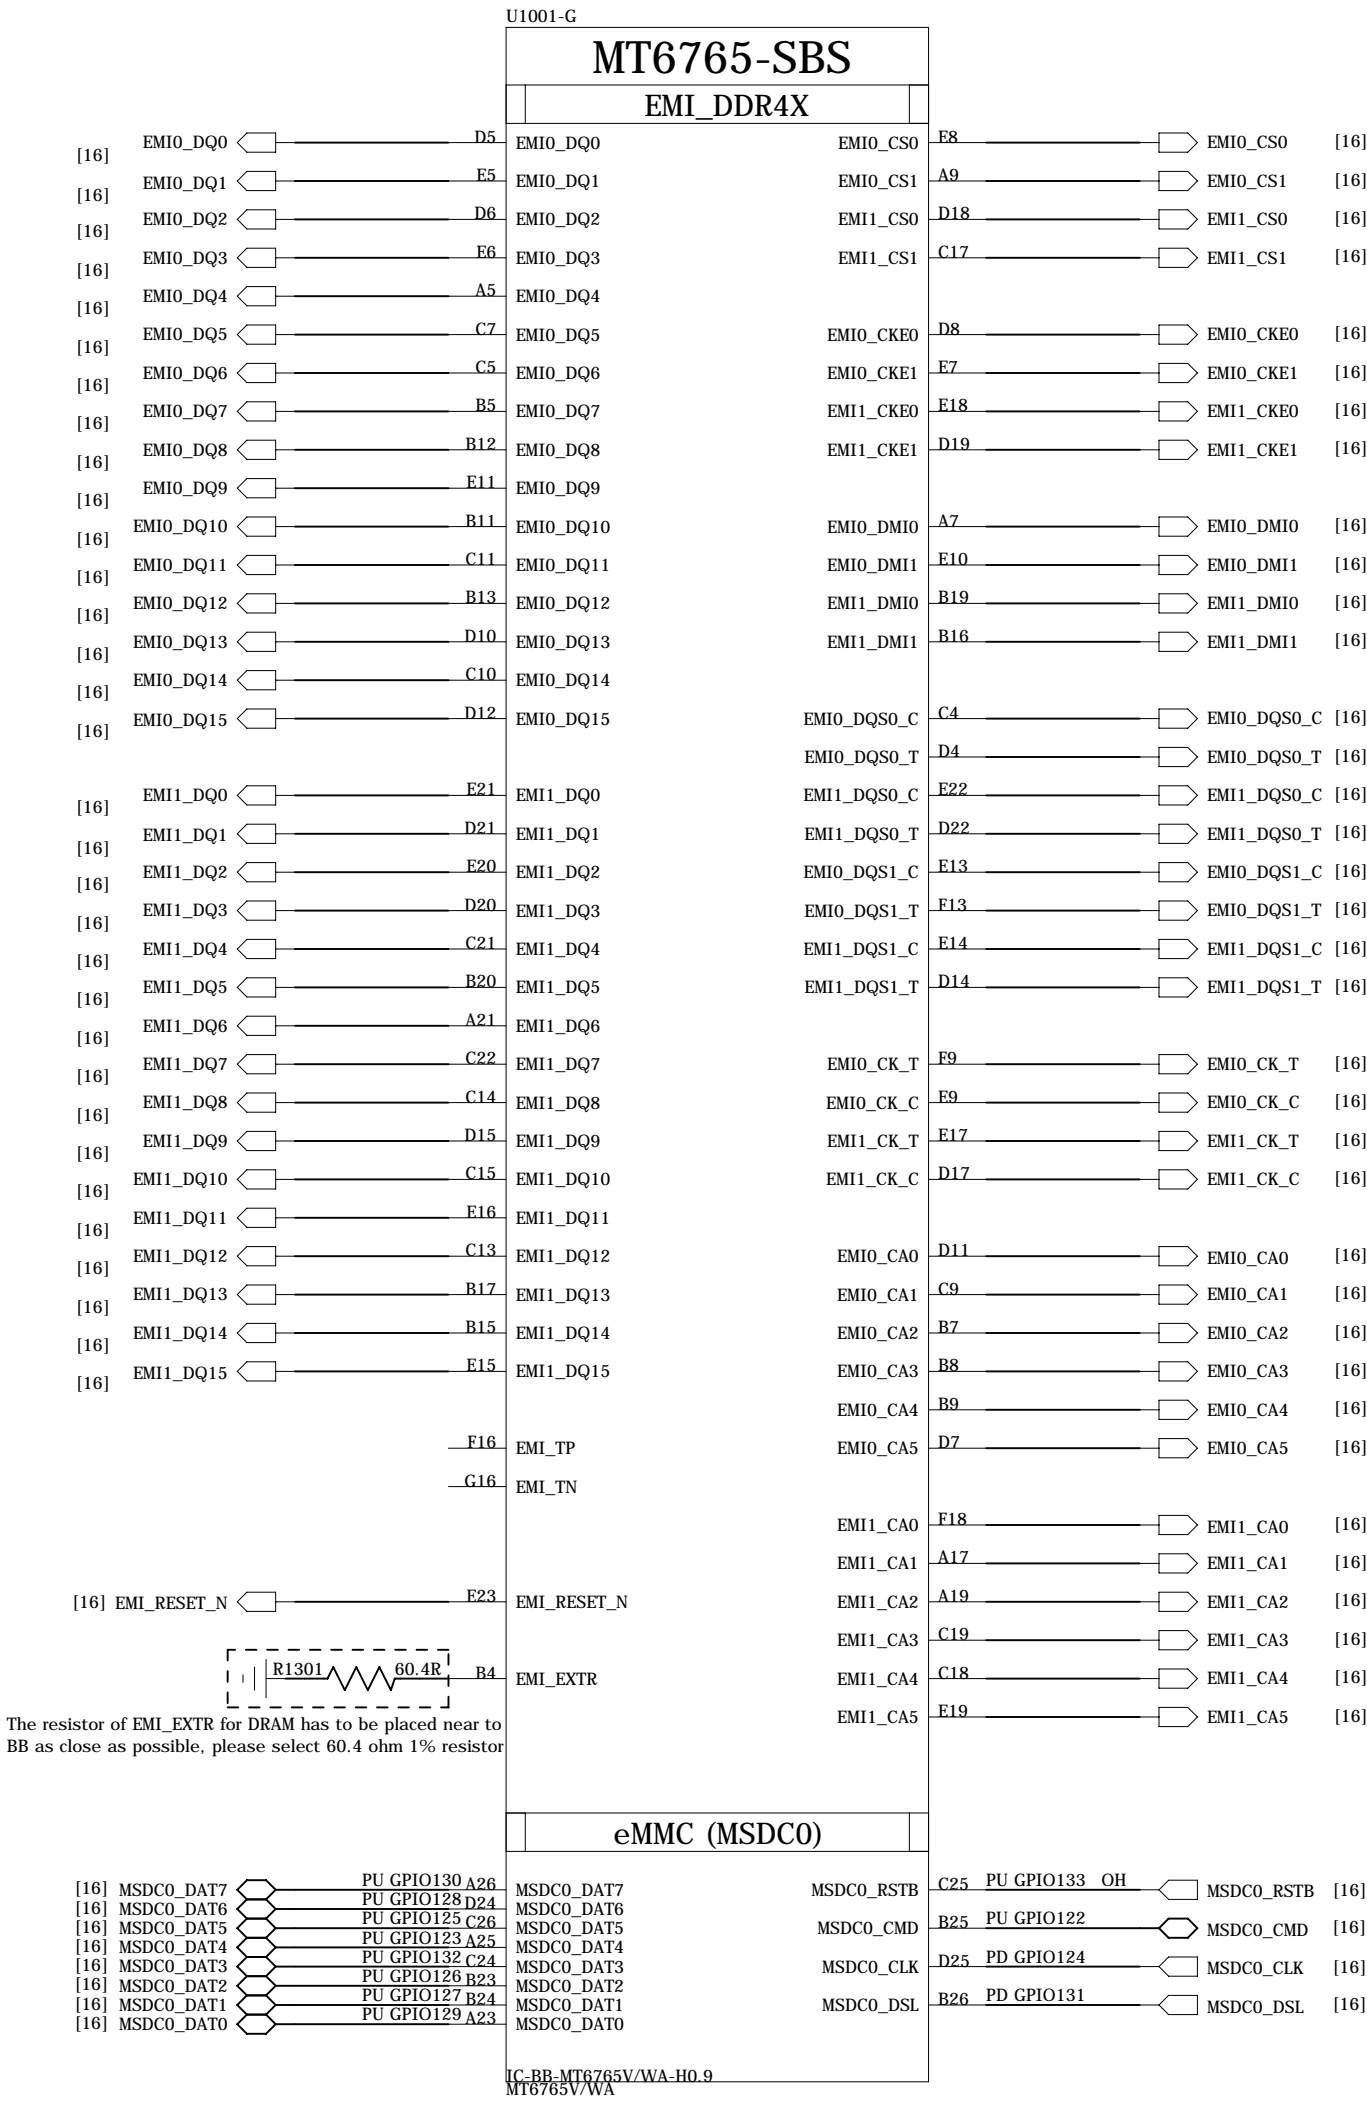 U1001-G
MT6765-SBS
EMI_DDR4X
[16] EMI0_DQ0 D5 EMI0_DQ0 EMI0_CS0 E8 EMI0_CS0 [16]
[16] EMI0_DQ1 E5 EMI0_DQ1 EMI0_CS1 A9 EMI0_CS1 [16]
[16] EMI0_DQ2 D6 EMI0_DQ2 EMI1_CS0 D18 EMI1_CS0 [16]
[16] EMI0_DQ3 E6 EMI0_DQ3 EMI1_CS1 C17 EMI1_CS1 [16]
[16] EMI0_DQ4 A5 EMI0_DQ4
[16] EMI0_DQ5 C7 EMI0_DQ5 EMI0_CKE0 D8 EMI0_CKE0 [16]
[16] EMI0_DQ6 C5 EMI0_DQ6 EMI0_CKE1 E7 EMI0_CKE1 [16]
[16] EMI0_DQ7 B5 EMI0_DQ7 EMI1_CKE0 E18 EMI1_CKE0 [16]
[16] EMI0_DQ8 B12 EMI0_DQ8 EMI1_CKE1 D19 EMI1_CKE1 [16]
[16] EMI0_DQ9 E11 EMI0_DQ9
[16] EMI0_DQ10 B11 EMI0_DQ10 EMI0_DMI0 A7 EMI0_DMI0 [16]
[16] EMI0_DQ11 C11 EMI0_DQ11 EMI0_DMI1 E10 EMI0_DMI1 [16]
[16] EMI0_DQ12 B13 EMI0_DQ12 EMI1_DMI0 B19 EMI1_DMI0 [16]
[16] EMI0_DQ13 D10 EMI0_DQ13 EMI1_DMI1 B16 EMI1_DMI1 [16]
[16] EMI0_DQ14 C10 EMI0_DQ14
[16] EMI0_DQ15 D12 EMI0_DQ15 EMI0_DQS0_C C4 EMI0_DQS0_C [16]
EMI0_DQS0_T D4 EMI0_DQS0_T [16]
[16] EMI1_DQ0 E21 EMI1_DQ0 EMI1_DQS0_C E22 EMI1_DQS0_C [16]
[16] EMI1_DQ1 D21 EMI1_DQ1 EMI1_DQS0_T D22 EMI1_DQS0_T [16]
[16] EMI1_DQ2 E20 EMI1_DQ2 EMI0_DQS1_C E13 EMI0_DQS1_C [16]
[16] EMI1_DQ3 D20 EMI1_DQ3 EMI0_DQS1_T F13 EMI0_DQS1_T [16]
[16] EMI1_DQ4 C21 EMI1_DQ4 EMI1_DQS1_C E14 EMI1_DQS1_C [16]
[16] EMI1_DQ5 B20 EMI1_DQ5 EMI1_DQS1_T D14 EMI1_DQS1_T [16]
[16] EMI1_DQ6 A21 EMI1_DQ6
[16] EMI1_DQ7 C22 EMI1_DQ7 EMI0_CK_T F9 EMI0_CK_T [16]
[16] EMI1_DQ8 C14 EMI1_DQ8 EMI0_CK_C E9 EMI0_CK_C [16]
[16] EMI1_DQ9 D15 EMI1_DQ9 EMI1_CK_T E17 EMI1_CK_T [16]
[16] EMI1_DQ10 C15 EMI1_DQ10 EMI1_CK_C D17 EMI1_CK_C [16]
[16] EMI1_DQ11 E16 EMI1_DQ11
[16] EMI1_DQ12 C13 EMI1_DQ12 EMI0_CA0 D11 EMI0_CA0 [16]
[16] EMI1_DQ13 B17 EMI1_DQ13 EMI0_CA1 C9 EMI0_CA1 [16]
[16] EMI1_DQ14 B15 EMI1_DQ14 EMI0_CA2 B7 EMI0_CA2 [16]
[16] EMI1_DQ15 E15 EMI1_DQ15 EMI0_CA3 B8 EMI0_CA3 [16]
EMI0_CA4 B9 EMI0_CA4 [16]
F16 EMI_TP EMI0_CA5 D7 EMI0_CA5 [16]
G16 EMI_TN
EMI1_CA0 F18 EMI1_CA0 [16]
EMI1_CA1 A17 EMI1_CA1 [16]
[16] EMI_RESET_N E23 EMI_RESET_N EMI1_CA2 A19 EMI1_CA2 [16]
EMI1_CA3 C19 EMI1_CA3 [16]
R1301 60.4R B4 EMI_EXTR EMI1_CA4 C18 EMI1_CA4 [16]
EMI1_CA5 E19 EMI1_CA5 [16]
The resistor of EMI_EXTR for DRAM has to be placed near to
BB as close as possible, please select 60.4 ohm 1% resistor
eMMC (MSDC0)
[16] MSDC0_DAT7 PU GPIO130 A26 MSDC0_DAT7 MSDC0_RSTB C25 PU GPIO133 OH MSDC0_RSTB [16]
[16] MSDC0_DAT6 PU GPIO128 D24 MSDC0_DAT6
[16] MSDC0_DAT5 PU GPIO125 C26 MSDC0_DAT5 MSDC0_CMD B25 PU GPIO122 MSDC0_CMD [16]
[16] MSDC0_DAT4 PU GPIO123 A25 MSDC0_DAT4
[16] MSDC0_DAT3 PU GPIO132 C24 MSDC0_DAT3 MSDC0_CLK D25 PD GPIO124 MSDC0_CLK [16]
[16] MSDC0_DAT2 PU GPIO126 B23 MSDC0_DAT2
[16] MSDC0_DAT1 PU GPIO127 B24 MSDC0_DAT1 MSDC0_DSL B26 PD GPIO131 MSDC0_DSL [16]
[16] MSDC0_DAT0 PU GPIO129 A23 MSDC0_DAT0
IC-BB-MT6765V/WA-H0.9
MT6765V/WA